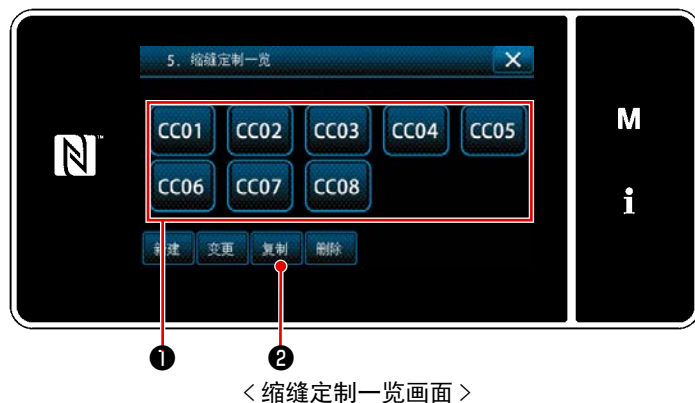 5. 缩缝定制一览
CC01 CC02 CC03 CC04 CC05
M
CC06 CC07 CC08
i
新建 变更 复制 删除
❶ ❷
<缩缝定制一览画面>